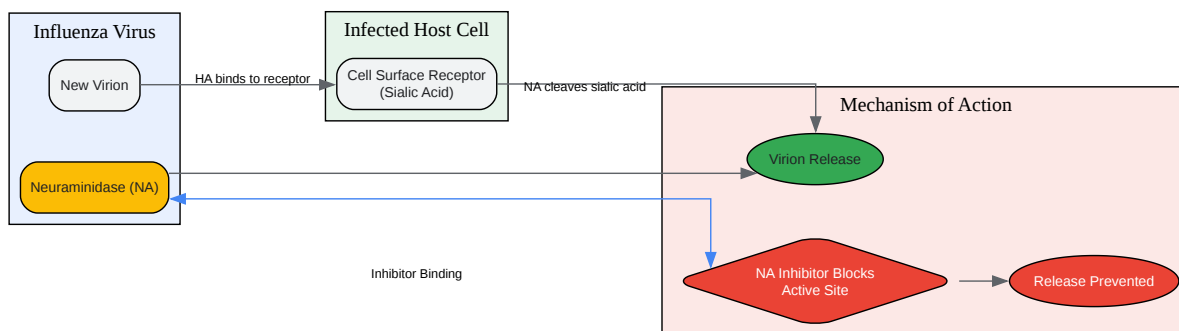 Influenza Virus
New Virion
Neuraminidase (NA)
HA binds to receptor
Infected Host Cell
Cell Surface Receptor
(Sialic Acid)
NA cleaves sialic acid
Mechanism of Action
Virion Release
Inhibitor Binding
NA Inhibitor Blocks
Active Site
Release Prevented